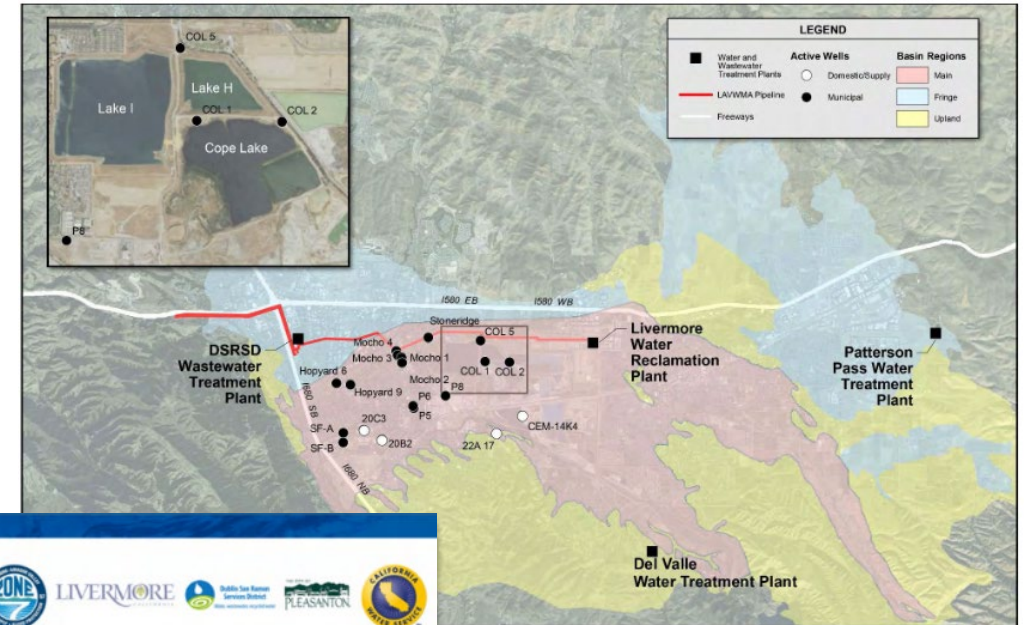 COL 5
Lake H
Lake I
COL 1
COL 2
Cope Lake
P8
LEGEND
Water and
Wastewater
Treatment Plants
LAVWMA Pipeline
Freeways
Active Wells
Domestic/Supply
Municipal
Basin Regions
Main
Fringe
Upland
I580 EB
I580 WB
Stoneridge
COL 5
DSRSD
Wastewater
Treatment
Plant
Mocho 4
Mocho 3
Mocho 1
Mocho 2
COL 1
COL 2
Livermore
Water
Reclamation
Plant
Patterson
Pass Water
Treatment
Plant
Hopyard 6
Hopyard 9
I680 SB
P8
P6
P5
20C3
SF-A
SF-B
20B2
CEM-14K4
22A 17
I680 NB
Del Valle
Water Treatment Plant
ZONE
7
LIVERMORE
CALIFORNIA
Dublin San Ramon
Services District
PLEASANTON
CALIFORNIA
WATER SERVICE